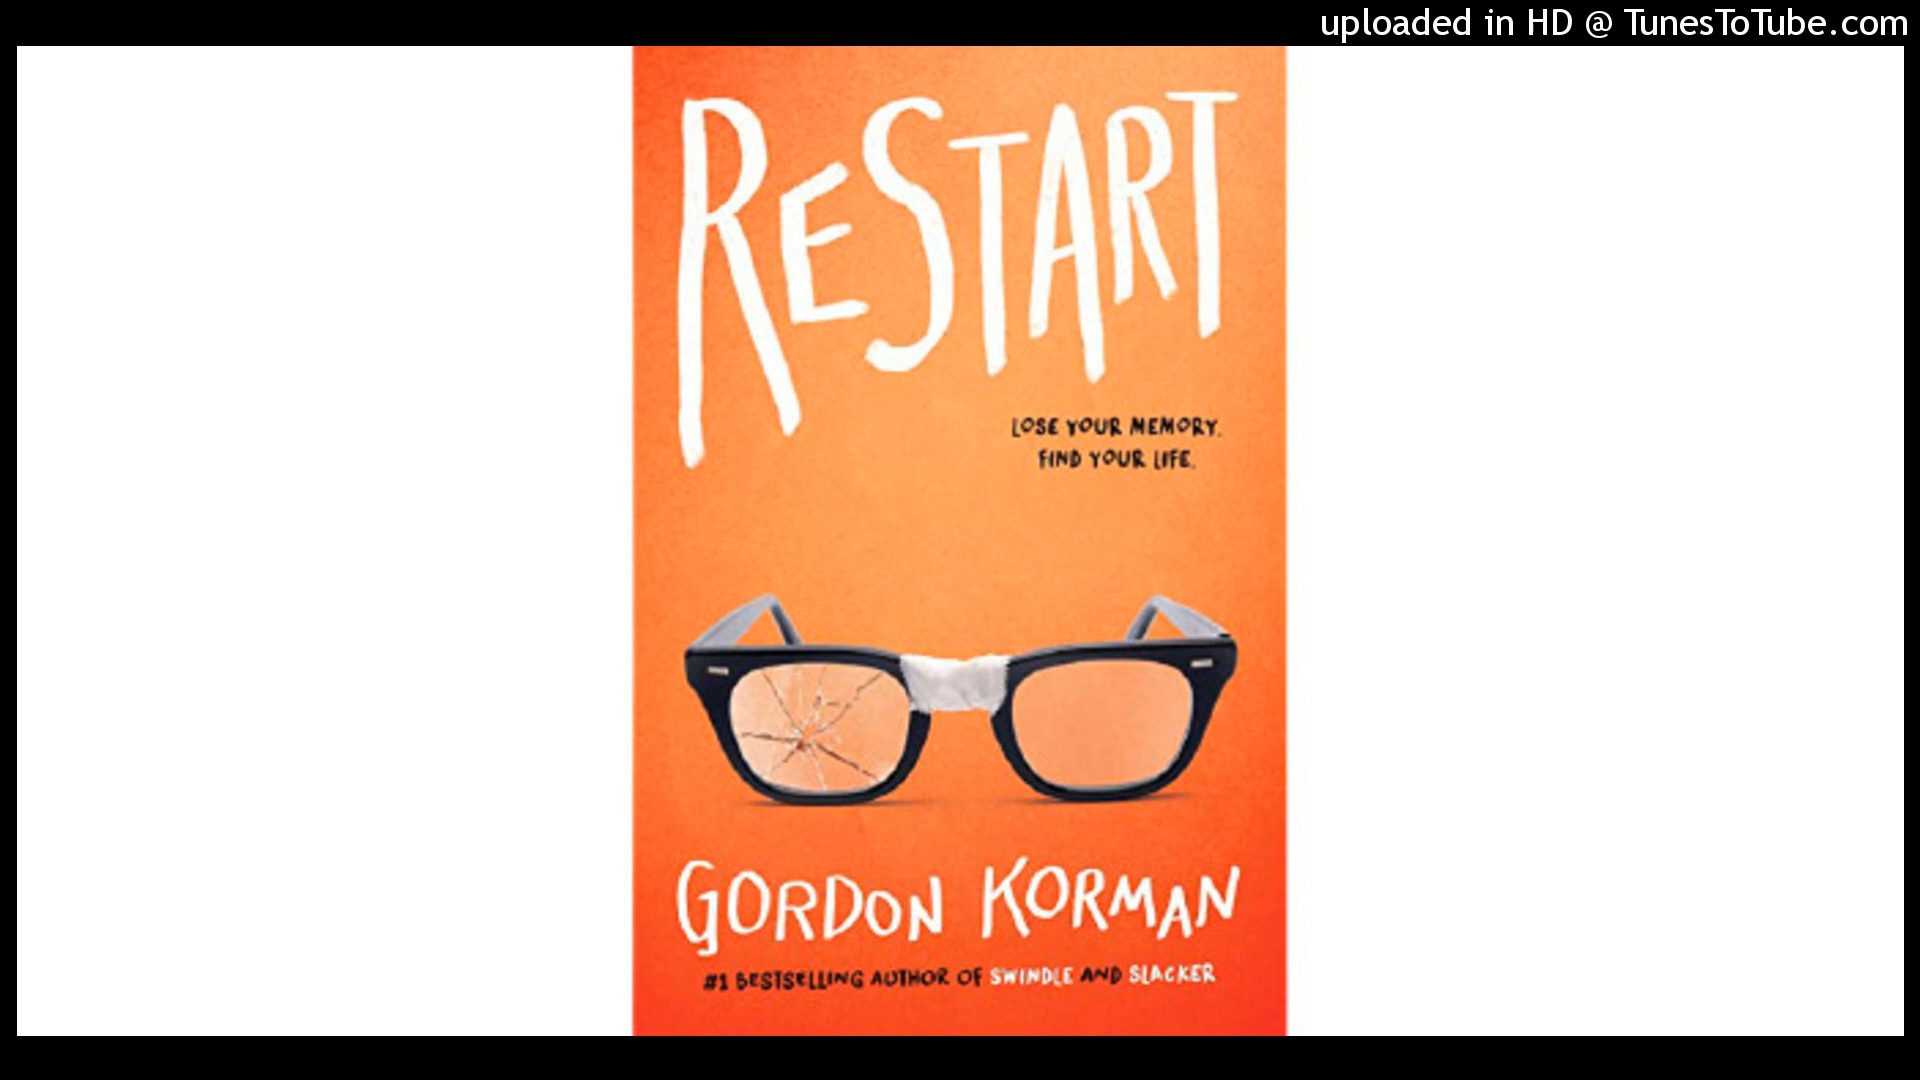 uploaded in HD @ TunesToTube.com
RESTART
LOSE YOUR MEMORY.
FIND YOUR LIFE.
GORDON KORMAN
#1 BESTSELLING AUTHOR OF SWINDLE AND SLACKER